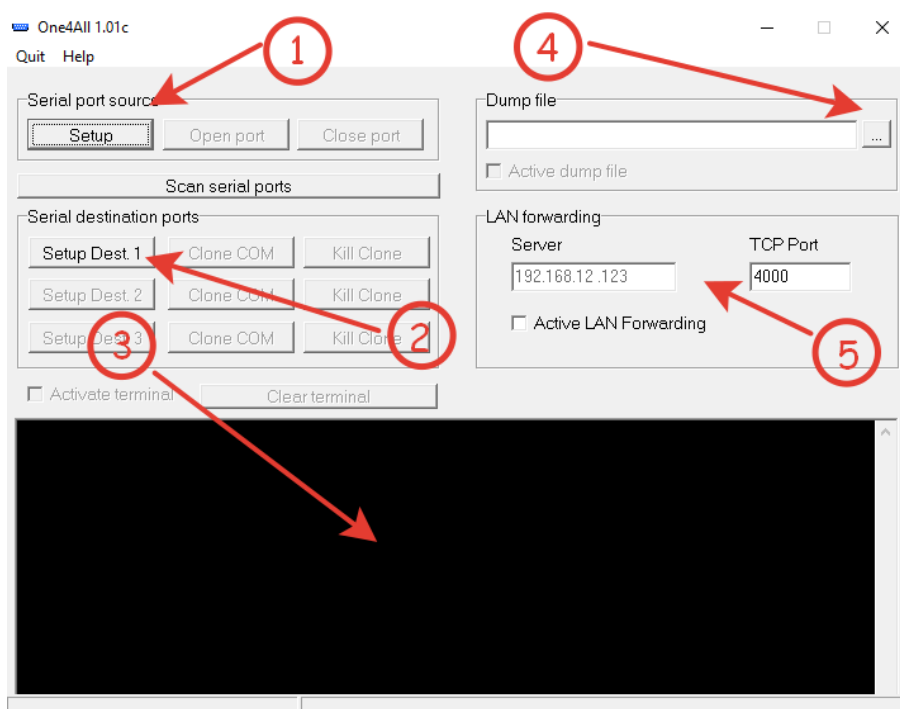 One4All 1.01c
Quit Help
1
4
Serial port source
Setup Open port Close port
Dump file
...
Active dump file
Scan serial ports
Serial destination ports
Setup Dest. 1 Clone COM Kill Clone
Setup Dest. 2 Clone COM Kill Clone
Setup Dest. 3 Clone COM Kill Clone
3
2
LAN forwarding
Server TCP Port
192.168.12 .123 4000
Active LAN Forwarding
5
Activate terminal Clear terminal